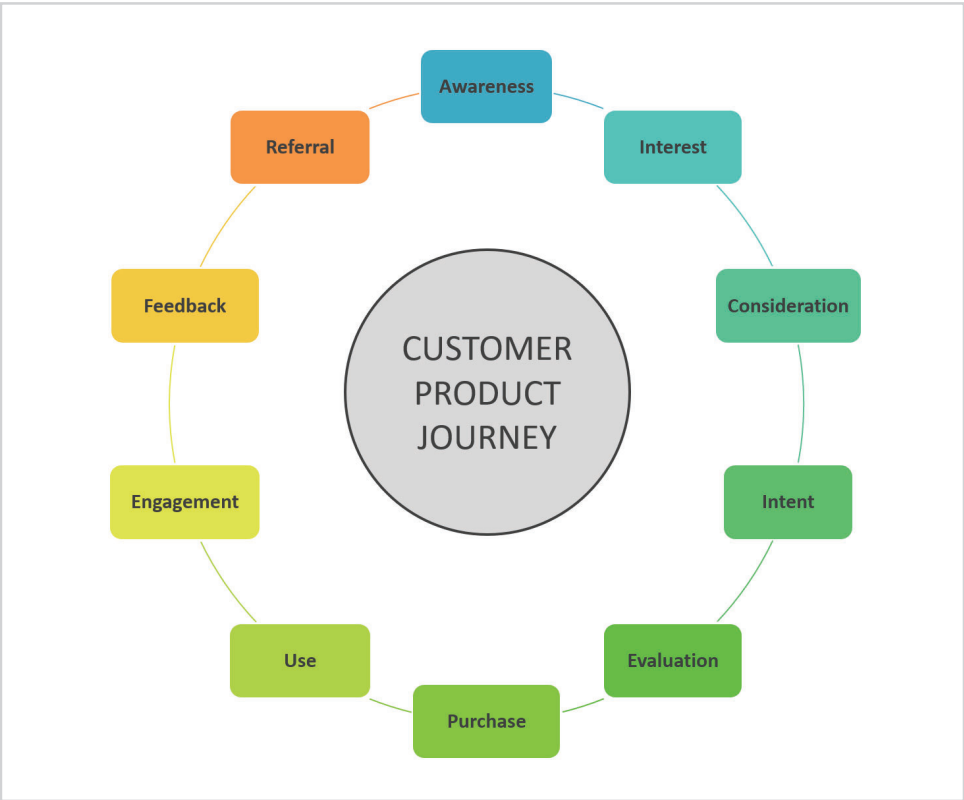 Awareness
Interest
Consideration
Intent
Evaluation
Purchase
Use
Engagement
Feedback
Referral
CUSTOMER
PRODUCT
JOURNEY